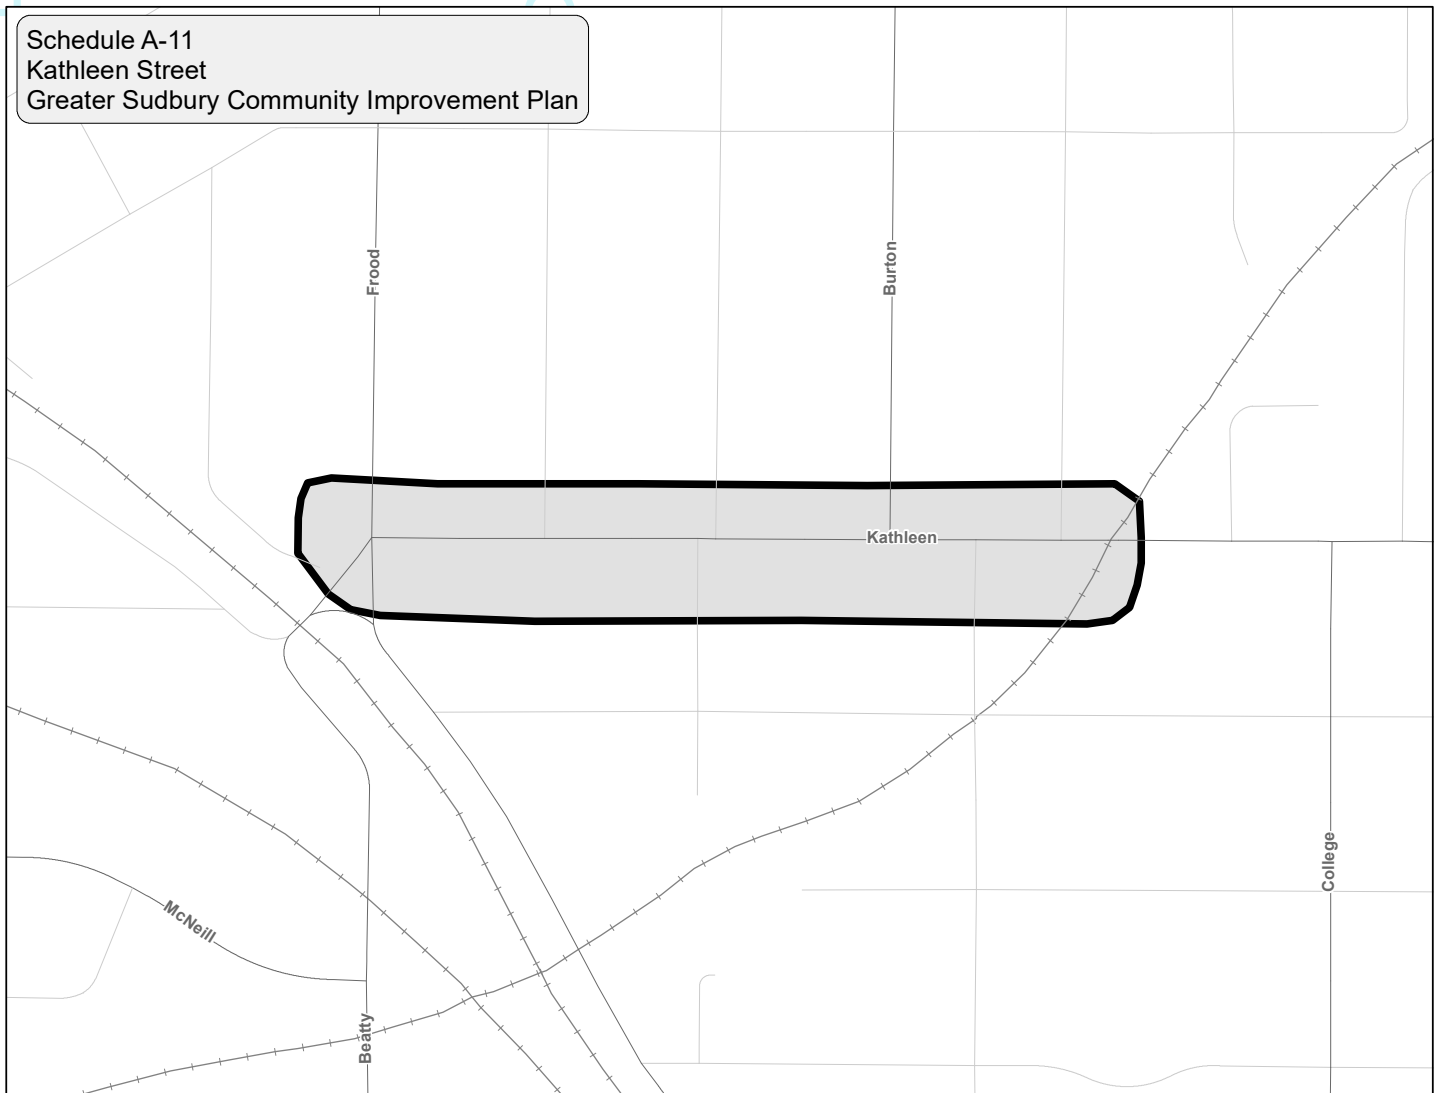 Schedule A-11
Kathleen Street
Greater Sudbury Community Improvement Plan
Frood
Burton
Kathleen
College
McNeill
Beatty